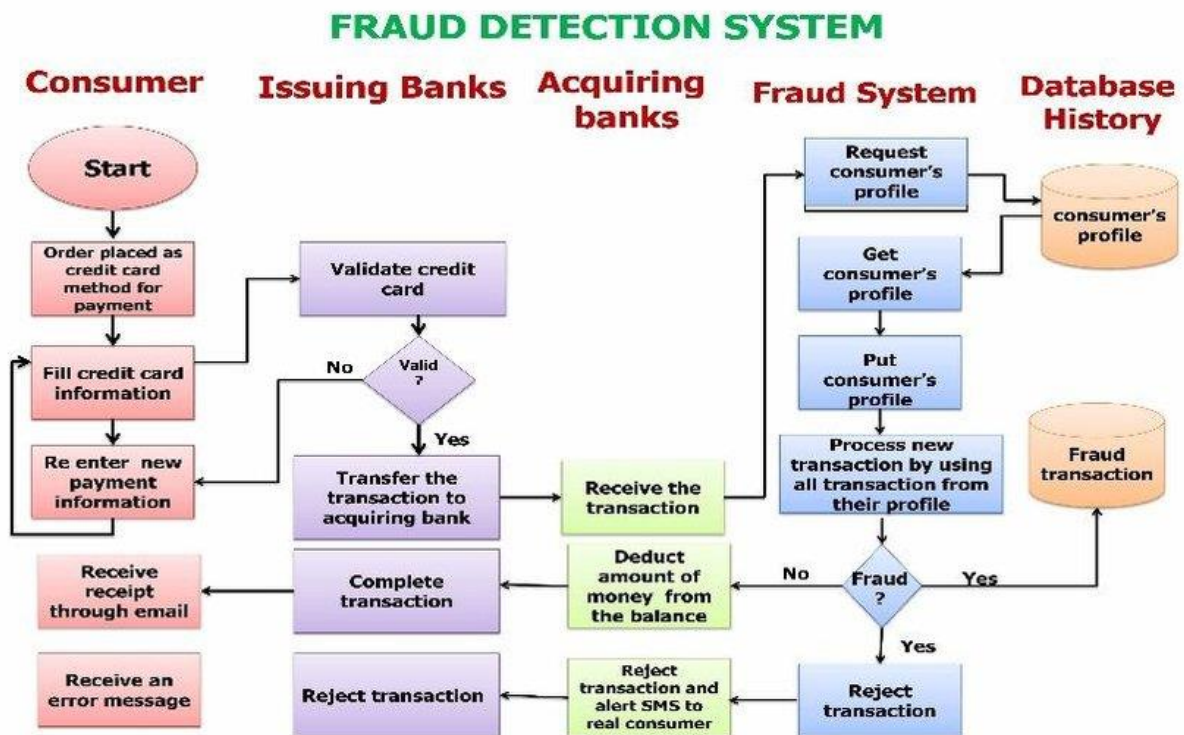 FRAUD DETECTION SYSTEM
Consumer
Issuing Banks
Acquiring
banks
Fraud System
Database
History
Start
Order placed as
credit card
method for
payment
Fill credit card
information
Re enter new
payment
information
Receive
receipt
through email
Receive an
error message
Validate credit
card
Valid
?
No
Yes
Transfer the
transaction to
acquiring bank
Complete
transaction
Reject transaction
Receive the
transaction
Deduct
amount of
money from
the balance
Reject
transaction and
alert SMS to
real consumer
Request
consumer's
profile
Get
consumer's
profile
Put
consumer's
profile
Process new
transaction by using
all transaction from
their profile
Fraud
?
No
Yes
Yes
Reject
transaction
consumer's
profile
Fraud
transaction